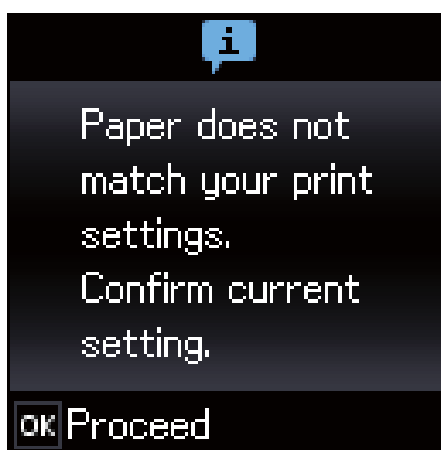 i
Paper does not
match your print
settings.
Confirm current
setting.
OK Proceed